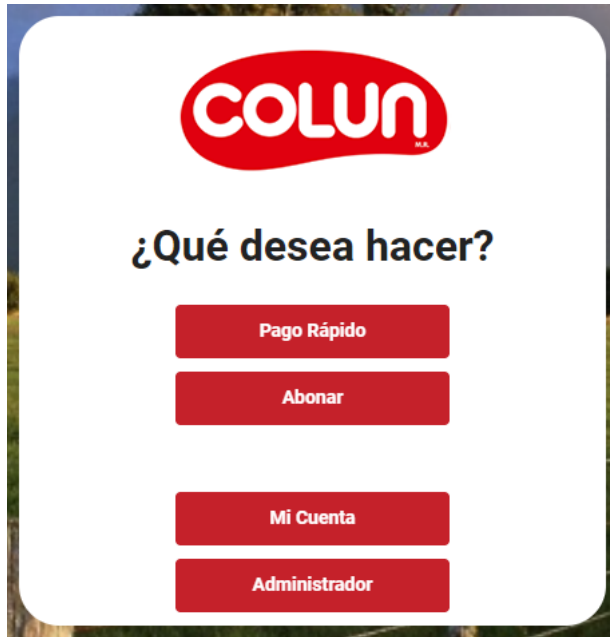 COLUN
M.R.
¿Qué desea hacer?
Pago Rápido
Abonar
Mi Cuenta
Administrador